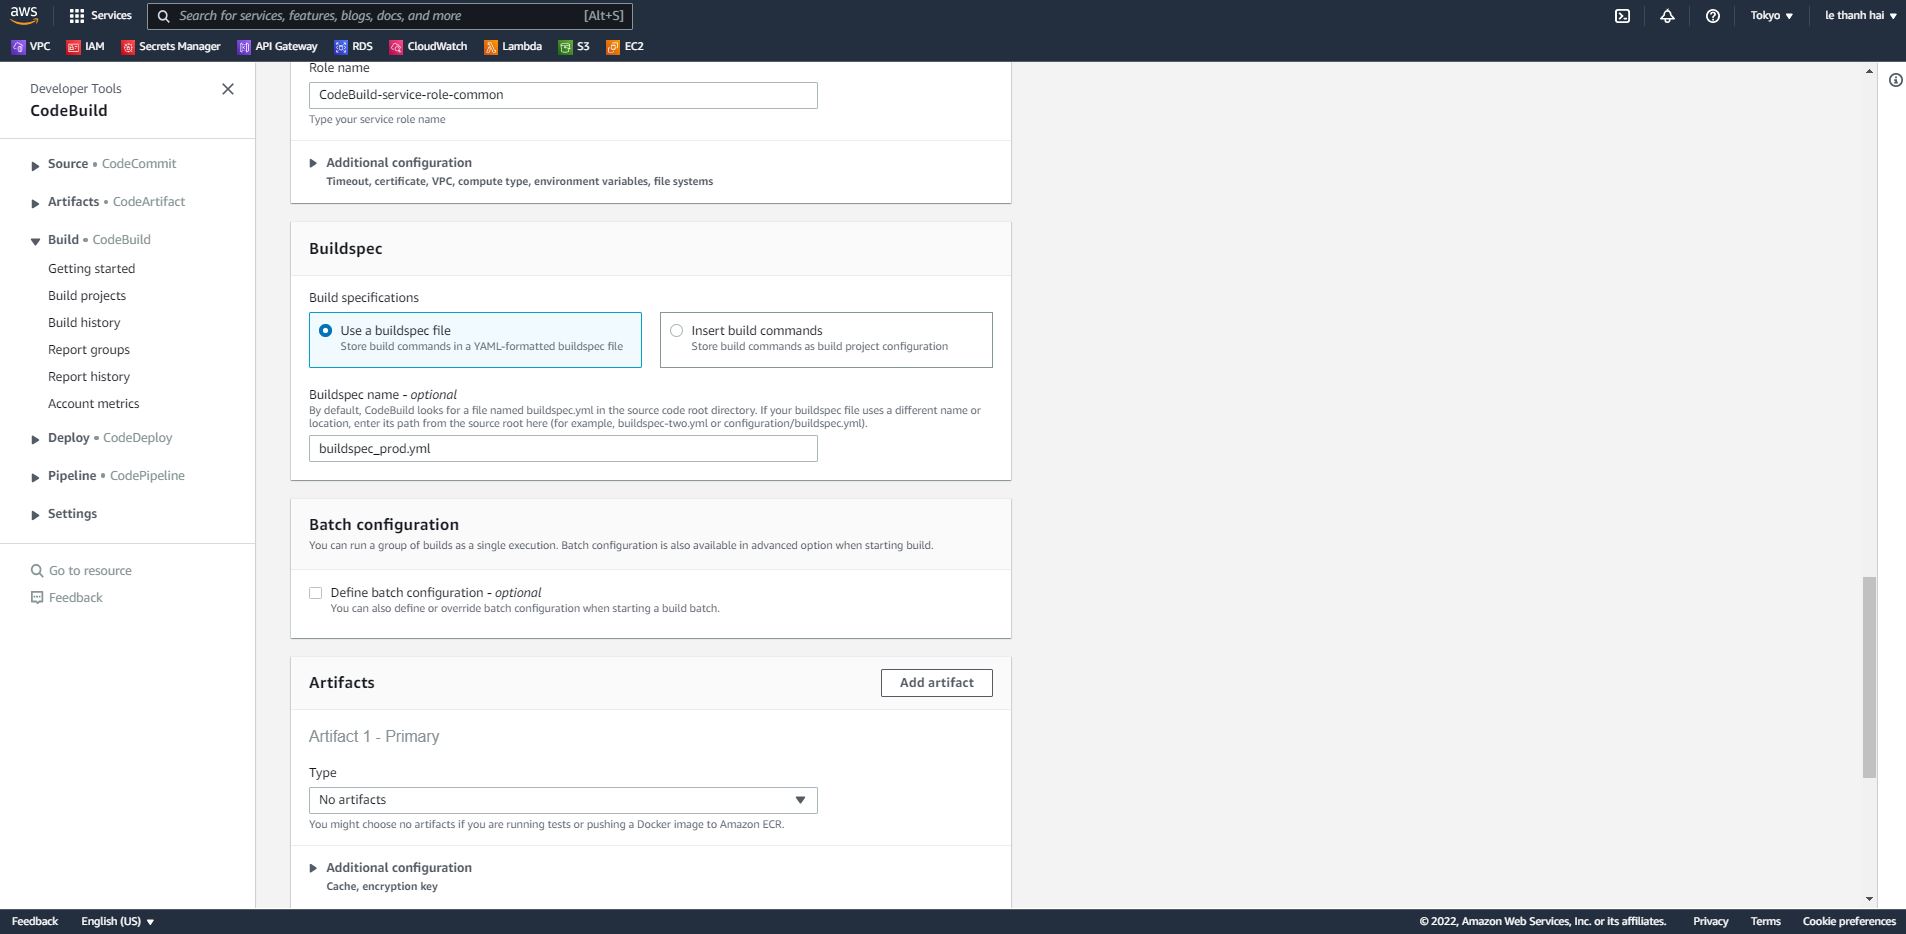 aws
Services
Search for services, features, blogs, docs, and more
[Alt+S]
Tokyo
le thanh hai
VPC
IAM
Secrets Manager
API Gateway
RDS
CloudWatch
Lambda
S3
EC2
Developer Tools
CodeBuild
Source • CodeCommit
Artifacts • CodeArtifact
Build • CodeBuild
Getting started
Build projects
Build history
Report groups
Report history
Account metrics
Deploy • CodeDeploy
Pipeline • CodePipeline
Settings
Go to resource
Feedback
Role name
CodeBuild-service-role-common
Type your service role name
Additional configuration
Timeout, certificate, VPC, compute type, environment variables, file systems
Buildspec
Build specifications
Use a buildspec file
Store build commands in a YAML-formatted buildspec file
Insert build commands
Store build commands as build project configuration
Buildspec name - optional
By default, CodeBuild looks for a file named buildspec.yml in the source code root directory. If your buildspec file uses a different name or
location, enter its path from the source root here (for example, buildspec-two.yml or configuration/buildspec.yml).
buildspec_prod.yml
Batch configuration
You can run a group of builds as a single execution. Batch configuration is also available in advanced option when starting build.
Define batch configuration - optional
You can also define or override batch configuration when starting a build batch.
Artifacts
Add artifact
Artifact 1 - Primary
Type
No artifacts
You might choose no artifacts if you are running tests or pushing a Docker image to Amazon ECR.
Additional configuration
Cache, encryption key
Feedback
English (US)
© 2022, Amazon Web Services, Inc. or its affiliates.
Privacy
Terms
Cookie preferences